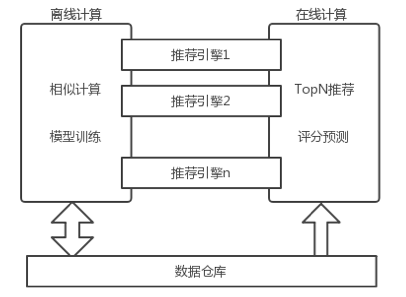 离线计算
在线计算
推荐引擎1
相似计算
TopN推荐
推荐引擎2
模型训练
评分预测
推荐引擎n
数据仓库